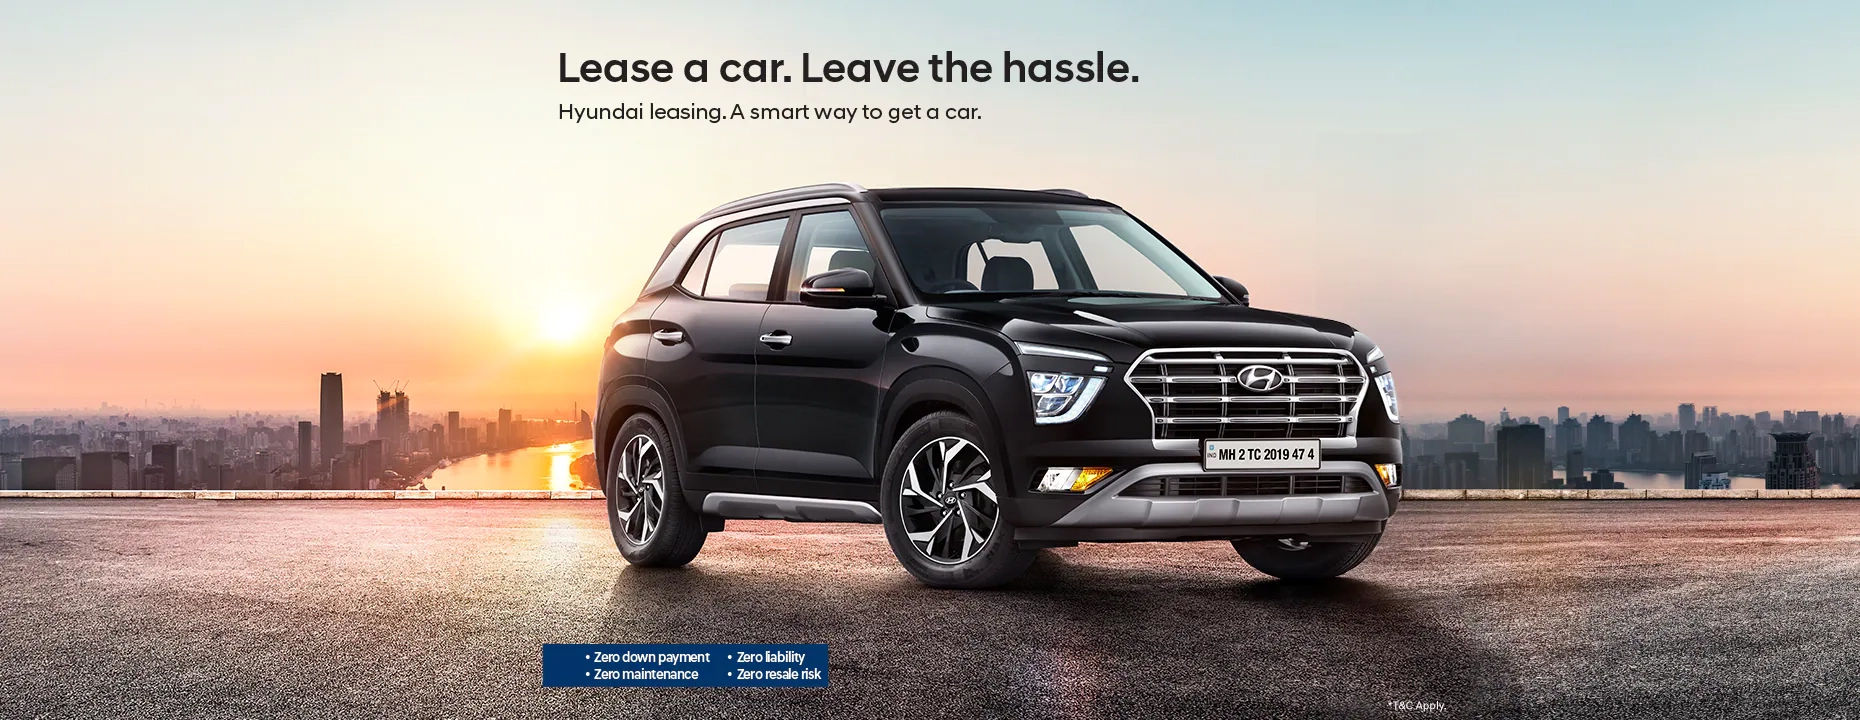 Lease a car. Leave the hassle.
Hyundai leasing. A smart way to get a car.
IND MH 2 TC 2019 47 4
• Zero down payment • Zero liability
• Zero maintenance • Zero resale risk
*T&C Apply.